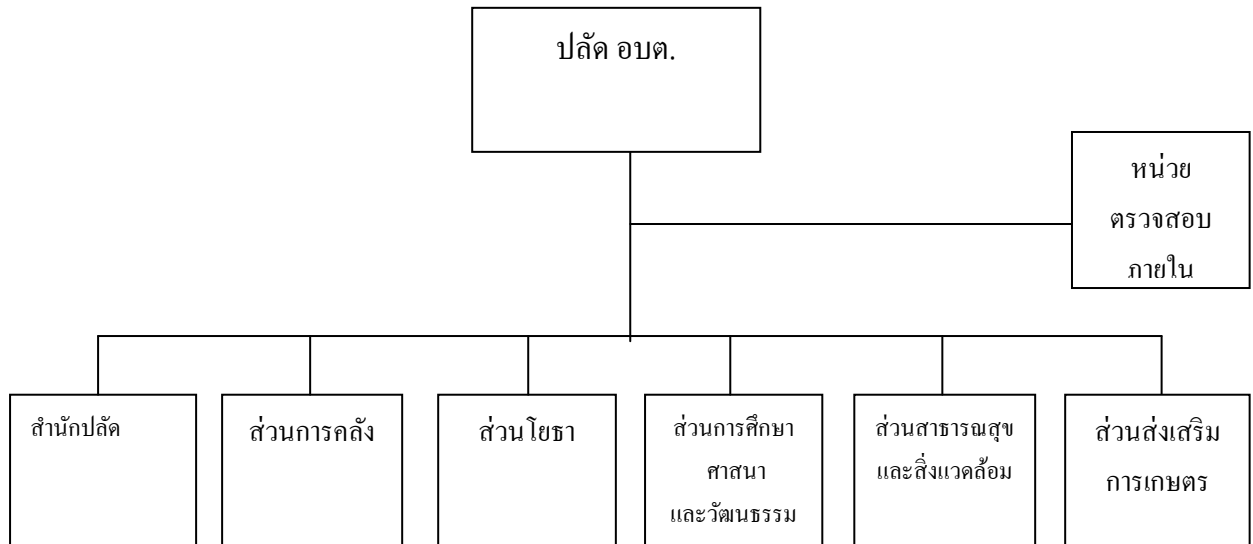 ปลัด อบต.
หน่วย
ตรวจสอบ
ภายใน
สำนักปลัด
ส่วนการคลัง
ส่วนโยธา
ส่วนการศึกษา
ศาสนา
และวัฒนธรรม
ส่วนสาธารณสุข
และสิ่งแวดล้อม
ส่วนส่งเสริม
การเกษตร